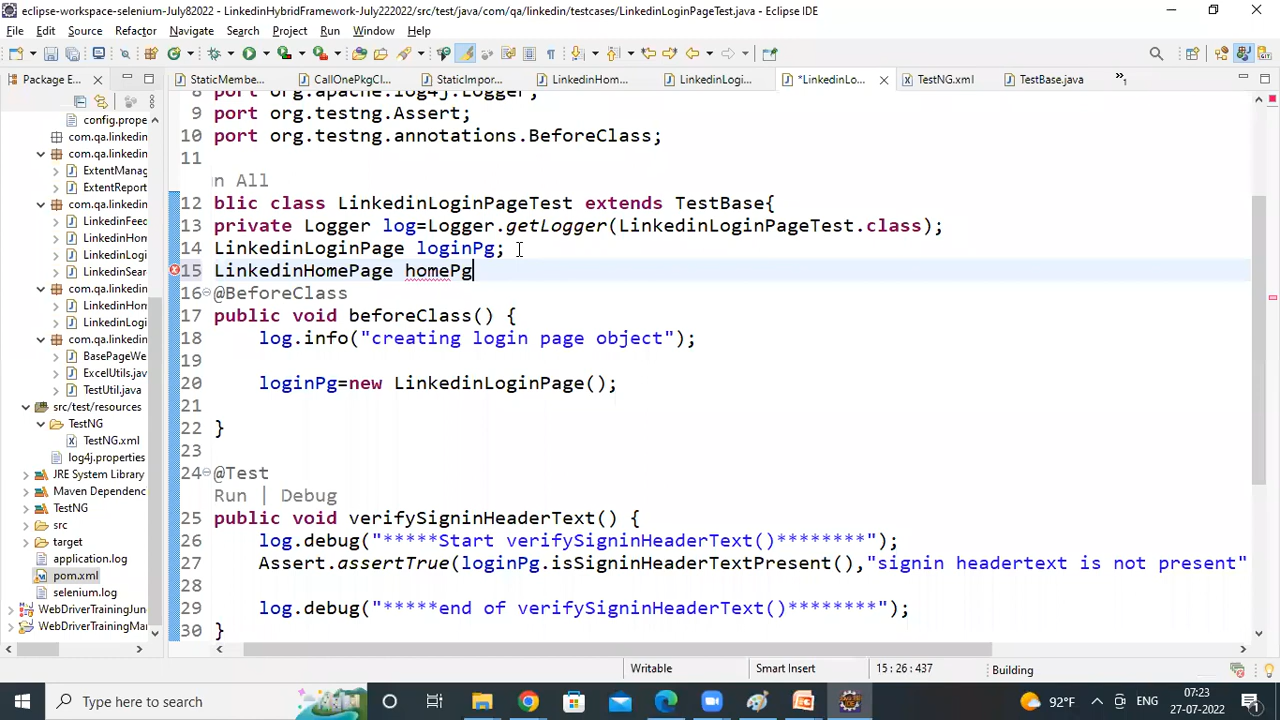 eclipse-workspace-selenium-July82022 - LinkedinHybridFramework-July222022/src/test/java/com/qa/linkedin/testcases/LinkedinLoginPageTest.java - Eclipse IDE
File Edit Source Refactor Navigate Search Project Run Window Help
Package E... StaticMembe... CallOnePkgCl... StaticImpor... LinkedinHom... LinkedinLogi... *LinkedinLo... TestNG.xml TestBase.java »1
config.prope
com.qa.linkedin
com.qa.linkedin
ExtentManag
ExtentReport
com.qa.linkedin
LinkedinFeed
LinkedinHom
LinkedinLogi
LinkedinSear
com.qa.linkedin
LinkedinHom
LinkedinLogi
com.qa.linkedin
BasePageWe
ExcelUtils.java
TestUtil.java
src/test/resources
TestNG
TestNG.xml
log4j.properties
JRE System Library
Maven Dependenc
TestNG
src
target
application.log
pom.xml
selenium.log
WebDriverTrainingJun
WebDriverTrainingMa
8 port org.apache.log4j.Logger;
9 port org.testng.Assert;
10 port org.testng.annotations.BeforeClass;
11
n All
12 blic class LinkedinLoginPageTest extends TestBase{
13 private Logger log=Logger.getLogger(LinkedinLoginPageTest.class);
14 LinkedinLoginPage loginPg;
15 LinkedinHomePage homePg
16 @BeforeClass
17 public void beforeClass() {
18 log.info("creating login page object");
19
20 loginPg=new LinkedinLoginPage();
21
22 }
23
24 @Test
Run | Debug
25 public void verifySigninHeaderText() {
26 log.debug("*****Start verifySigninHeaderText()********");
27 Assert.assertTrue(loginPg.isSigninHeaderTextPresent(),"signin headertext is not present"
28
29 log.debug("*****end of verifySigninHeaderText()********");
30 }
Writable Smart Insert 15 : 26 : 437 Building
Type here to search 92°F ENG 07:23
27-07-2022 1